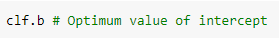 clf.b # Optimum value of intercept